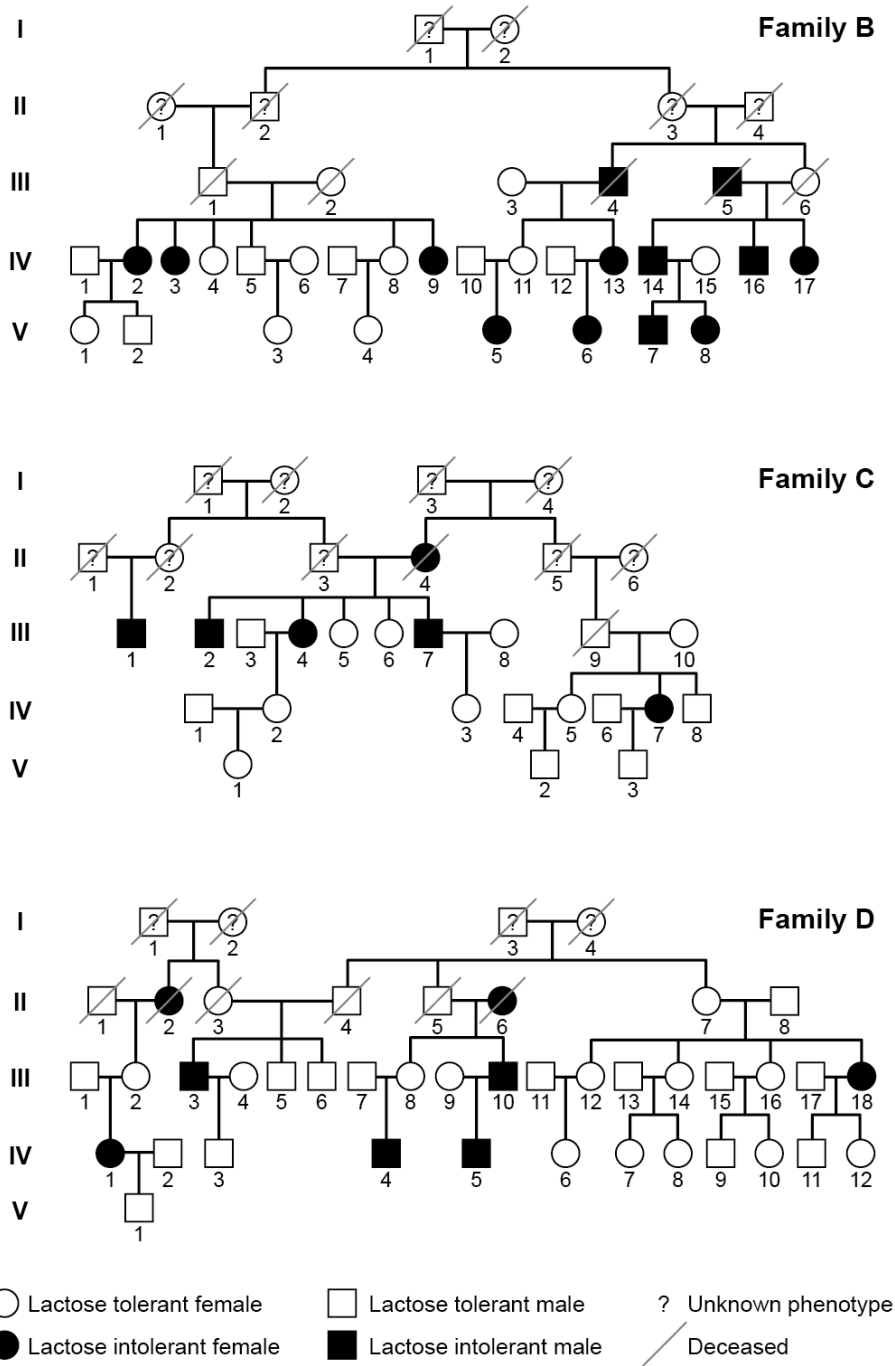 I ? ? Family B
1 2
II ? ? ? ?
1 2 3 4
III
1 2 3 4 5 6
IV
1 2 3 4 5 6 7 8 9 10 11 12 13 14 16 15 17
V
1 2 3 4 5 6 7 8
I ? ? ? ? Family C
1 2 3 4
II ? ? ? ? ?
1 2 3 4 5 6
III
1 2 3 4 5 6 7 8 9 10
IV
1 2 3 4 5 6 7 8
V
1 2 3
I ? ? ? ? Family D
1 2 3 4
II
1 2 3 4 5 6 7 8
III
1 2 3 4 5 6 7 8 9 10 11 12 13 14 15 16 17 18
IV
1 2 3 4 5 6 7 8 9 10 11 12
V
1
Lactose tolerant female Lactose tolerant male ? Unknown phenotype
Lactose intolerant female Lactose intolerant male Deceased